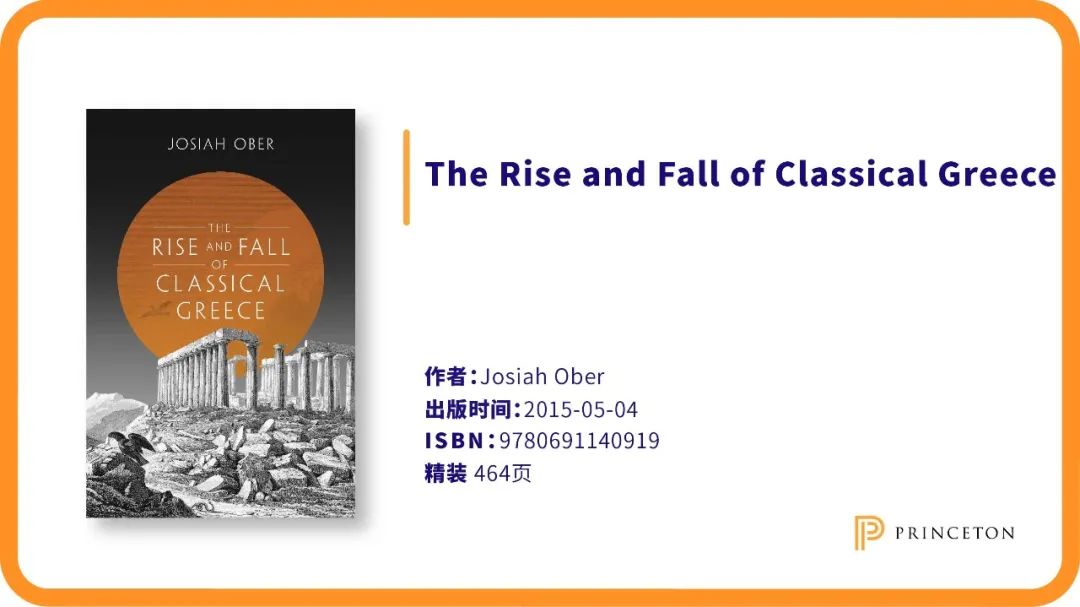 JOSIAH OBER
THE
RISE AND FALL
OF
CLASSICAL
GREECE
The Rise and Fall of Classical Greece
作者：Josiah Ober
出版时间：2015-05-04
ISBN：9780691140919
精装 464页
PRINCETON